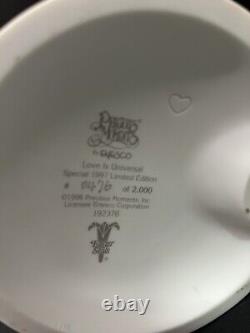 Precious
Moments
by ENESCO
Love Is Universal
Special 1997 Limited Edition
# 0476 of 2,000
©1996 Precious Moments, Inc.
Licensee Enesco Corporation
192376